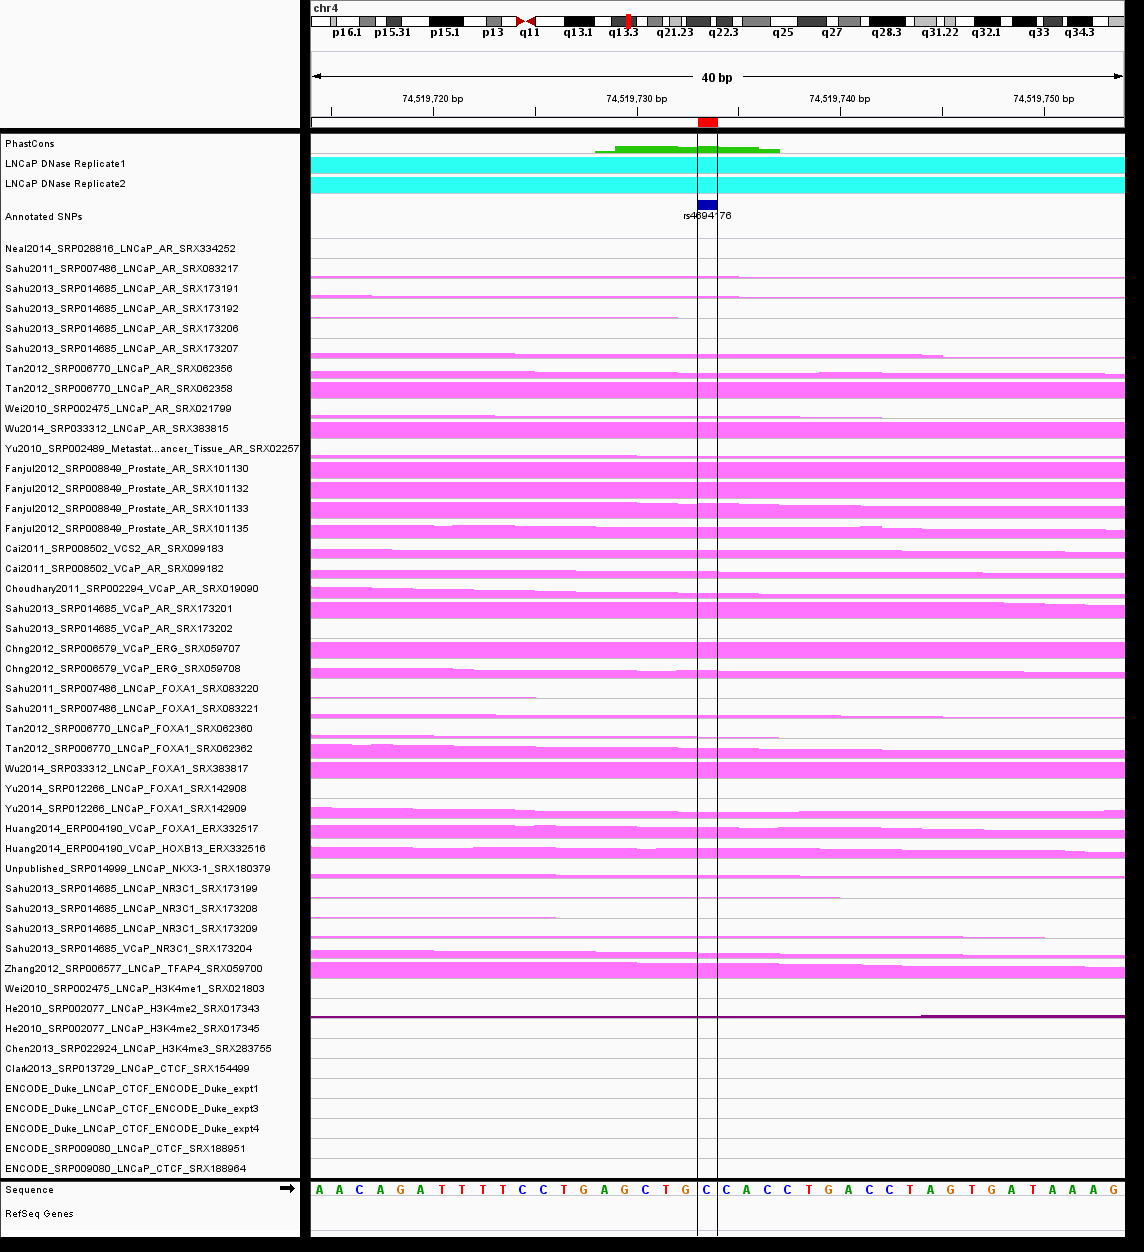 chr4
p16.1 p15.31 p15.1 p13 q11 q13.1 q13.3 q21.23 q22.3 q25 q27 q28.3 q31.22 q32.1 q33 q34.3
40 bp
74,519,720 bp 74,519,730 bp 74,519,740 bp 74,519,750 bp
PhastCons
LNCaP DNase Replicate1
LNCaP DNase Replicate2
Annotated SNPs
rs4694176
Neal2014_SRP028816_LNCaP_AR_SRX334252
Sahu2011_SRP007486_LNCaP_AR_SRX083217
Sahu2013_SRP014685_LNCaP_AR_SRX173191
Sahu2013_SRP014685_LNCaP_AR_SRX173192
Sahu2013_SRP014685_LNCaP_AR_SRX173206
Sahu2013_SRP014685_LNCaP_AR_SRX173207
Tan2012_SRP006770_LNCaP_AR_SRX062356
Tan2012_SRP006770_LNCaP_AR_SRX062358
Wei2010_SRP002475_LNCaP_AR_SRX021799
Wu2014_SRP033312_LNCaP_AR_SRX383815
Yu2010_SRP002489_Metastat...ancer_Tissue_AR_SRX02257
Fanjul2012_SRP008849_Prostate_AR_SRX101130
Fanjul2012_SRP008849_Prostate_AR_SRX101132
Fanjul2012_SRP008849_Prostate_AR_SRX101133
Fanjul2012_SRP008849_Prostate_AR_SRX101135
Cai2011_SRP008502_VCS2_AR_SRX099183
Cai2011_SRP008502_VCaP_AR_SRX099182
Choudhary2011_SRP002294_VCaP_AR_SRX019090
Sahu2013_SRP014685_VCaP_AR_SRX173201
Sahu2013_SRP014685_VCaP_AR_SRX173202
Chng2012_SRP006579_VCaP_ERG_SRX059707
Chng2012_SRP006579_VCaP_ERG_SRX059708
Sahu2011_SRP007486_LNCaP_FOXA1_SRX083220
Sahu2011_SRP007486_LNCaP_FOXA1_SRX083221
Tan2012_SRP006770_LNCaP_FOXA1_SRX062360
Tan2012_SRP006770_LNCaP_FOXA1_SRX062362
Wu2014_SRP033312_LNCaP_FOXA1_SRX383817
Yu2014_SRP012266_LNCaP_FOXA1_SRX142908
Yu2014_SRP012266_LNCaP_FOXA1_SRX142909
Huang2014_ERP004190_VCaP_FOXA1_ERX332517
Huang2014_ERP004190_VCaP_HOXB13_ERX332516
Unpublished_SRP014999_LNCaP_NKX3-1_SRX180379
Sahu2013_SRP014685_LNCaP_NR3C1_SRX173199
Sahu2013_SRP014685_LNCaP_NR3C1_SRX173208
Sahu2013_SRP014685_LNCaP_NR3C1_SRX173209
Sahu2013_SRP014685_VCaP_NR3C1_SRX173204
Zhang2012_SRP006577_LNCaP_TFAP4_SRX059700
Wei2010_SRP002475_LNCaP_H3K4me1_SRX021803
He2010_SRP002077_LNCaP_H3K4me2_SRX017343
He2010_SRP002077_LNCaP_H3K4me2_SRX017345
Chen2013_SRP022924_LNCaP_H3K4me3_SRX283755
Clark2013_SRP013729_LNCaP_CTCF_SRX154499
ENCODE_Duke_LNCaP_CTCF_ENCODE_Duke_expt1
ENCODE_Duke_LNCaP_CTCF_ENCODE_Duke_expt3
ENCODE_Duke_LNCaP_CTCF_ENCODE_Duke_expt4
ENCODE_SRP009080_LNCaP_CTCF_SRX188951
ENCODE_SRP009080_LNCaP_CTCF_SRX188964
Sequence A A C A G A T T T T C C T G A G C T G C C A C C T G A C C T A G T G A T A A A G
RefSeq Genes